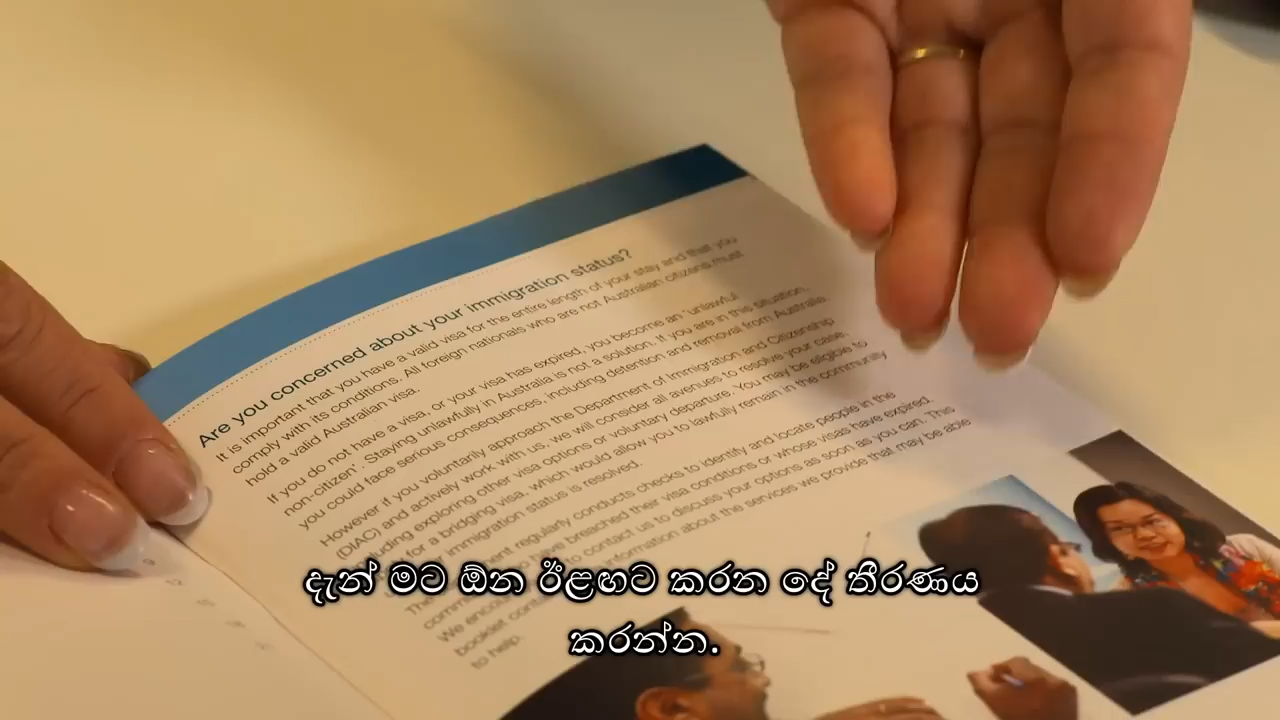 Are you concerned about your immigration status?
It is important that you have a valid visa for the entire length of your stay and that you
comply with its conditions. All foreign nationals who are not Australian citizens must
hold a valid Australian visa.
If you do not have a visa, or your visa has expired, you become an 'unlawful
non-citizen'. Staying unlawfully in Australia is not a solution. If you are in this situation,
you could face serious consequences, including detention and removal from Australia.
However if you voluntarily approach the Department of Immigration and Citizenship
(DIAC) and actively work with us, we will consider all avenues to resolve your case,
including exploring other visa options or voluntary departure. You may be eligible to
for a bridging visa, which would allow you to lawfully remain in the community
immigration status is resolved.
regularly conducts checks to identify and locate people in the
have breached their visa conditions or whose visas have expired.
We to contact us to discuss your options as soon as you can. This
booklet information about the services we provide that may be able
to help.
දැන් මට ඕන ඊළඟට කරන දේ තීරණය
කරන්න.